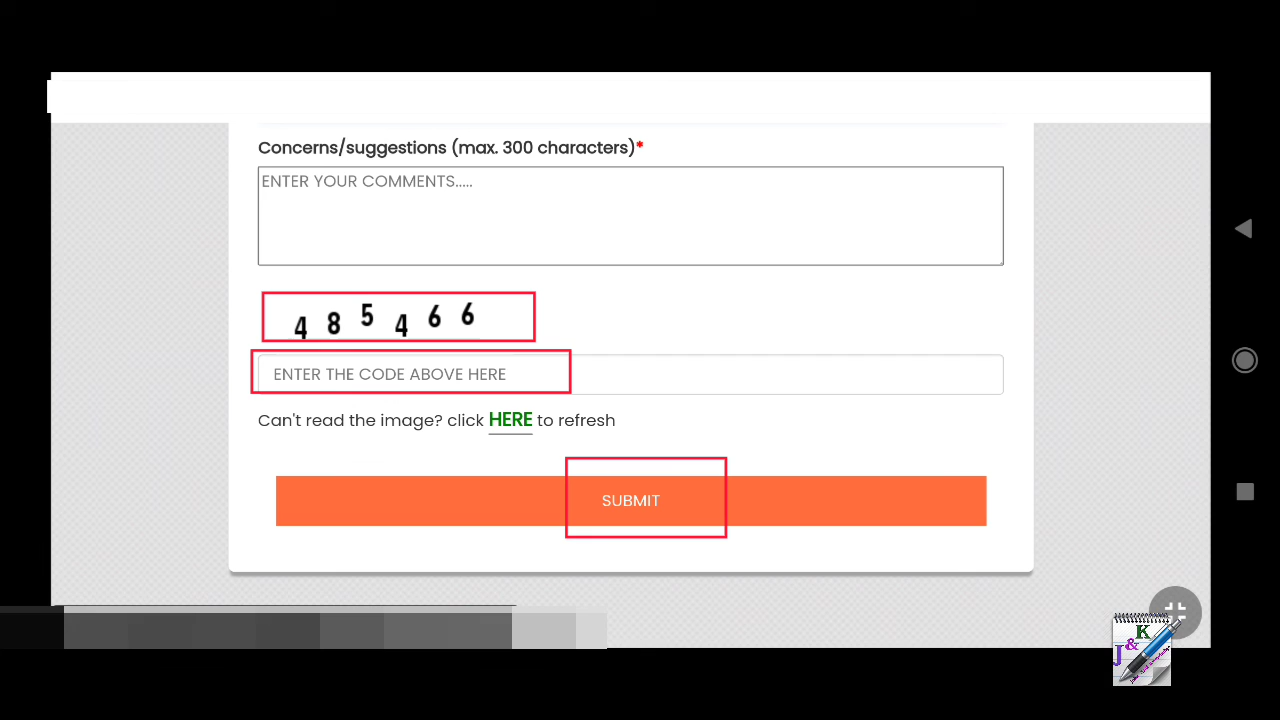 Concerns/suggestions (max. 300 characters)*
ENTER YOUR COMMENTS.....
485466
ENTER THE CODE ABOVE HERE
Can't read the image? click HERE to refresh
SUBMIT
J&K